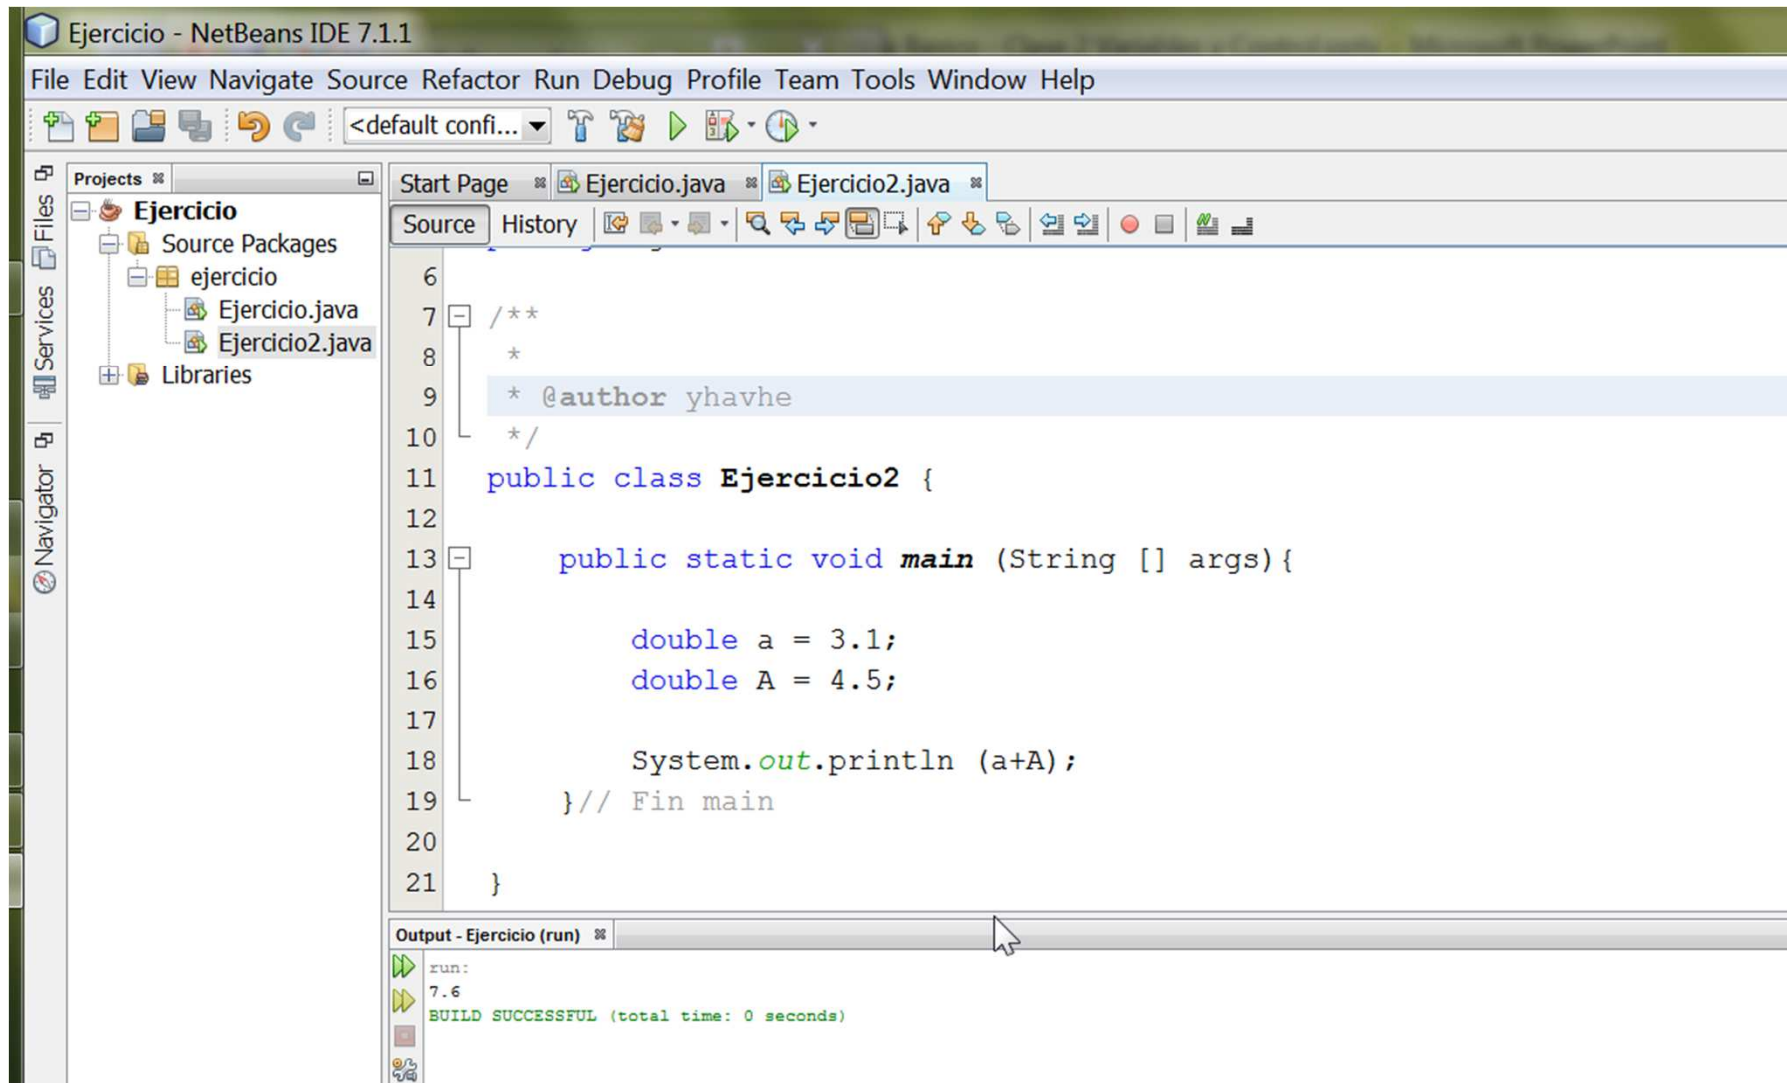 Ejercicio - NetBeans IDE 7.1.1
File Edit View Navigate Source Refactor Run Debug Profile Team Tools Window Help
<default confi...
Files
Services
Navigator
Projects
Ejercicio
Source Packages
ejercicio
Ejercicio.java
Ejercicio2.java
Libraries
Start Page Ejercicio.java Ejercicio2.java
Source History
6
7 /**
8 *
9 * @author yhavhe
10 */
11 public class Ejercicio2 {
12
13 public static void main (String [] args){
14
15 double a = 3.1;
16 double A = 4.5;
17
18 System.out.println (a+A);
19 }// Fin main
20
21 }
Output - Ejercicio (run)
run:
7.6
BUILD SUCCESSFUL (total time: 0 seconds)